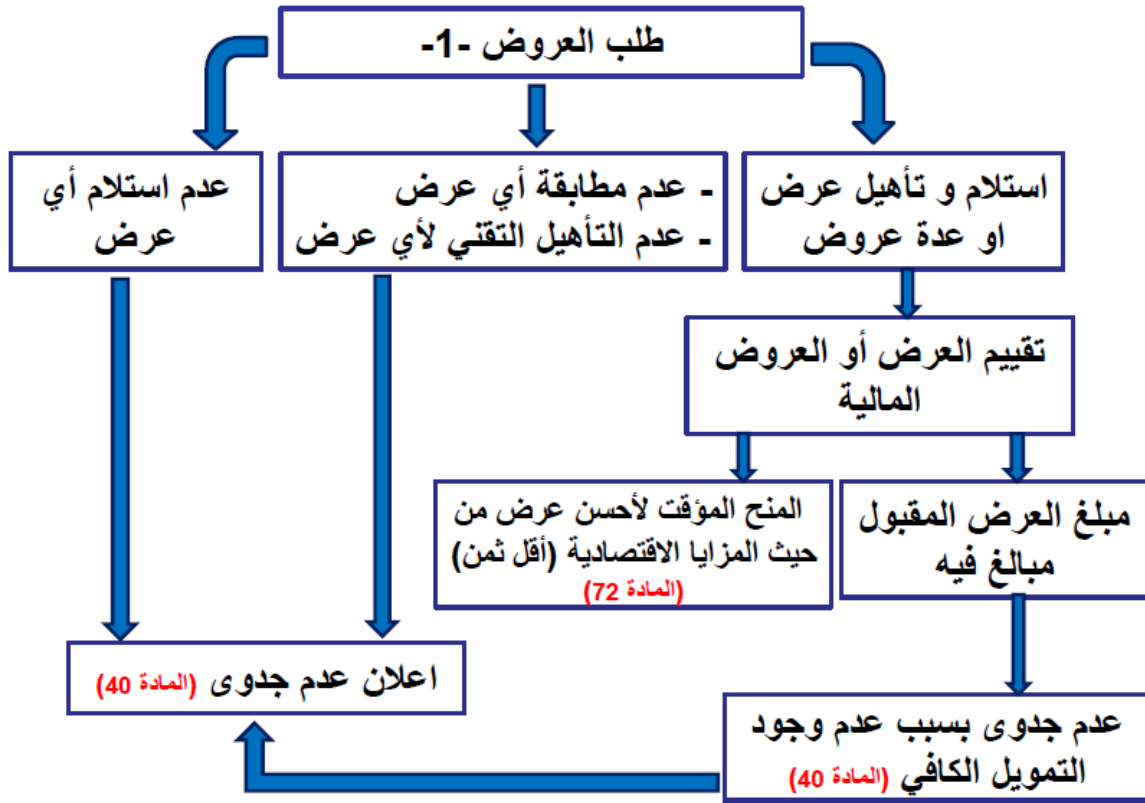 طلب العروض -1-
استلام و تأهيل عرض
او عدة عروض
- عدم مطابقة أي عرض
- عدم التأهيل التقني لأي عرض
عدم استلام أي
عرض
تقييم العرض أو العروض
المالية
مبلغ العرض المقبول
مبالغ فيه
المنح المؤقت لأحسن عرض من
حيث المزايا الاقتصادية (أقل ثمن)
(المادة 72)
اعلان عدم جدوى (المادة 40)
عدم جدوى بسبب عدم وجود
التمويل الكافي (المادة 40)